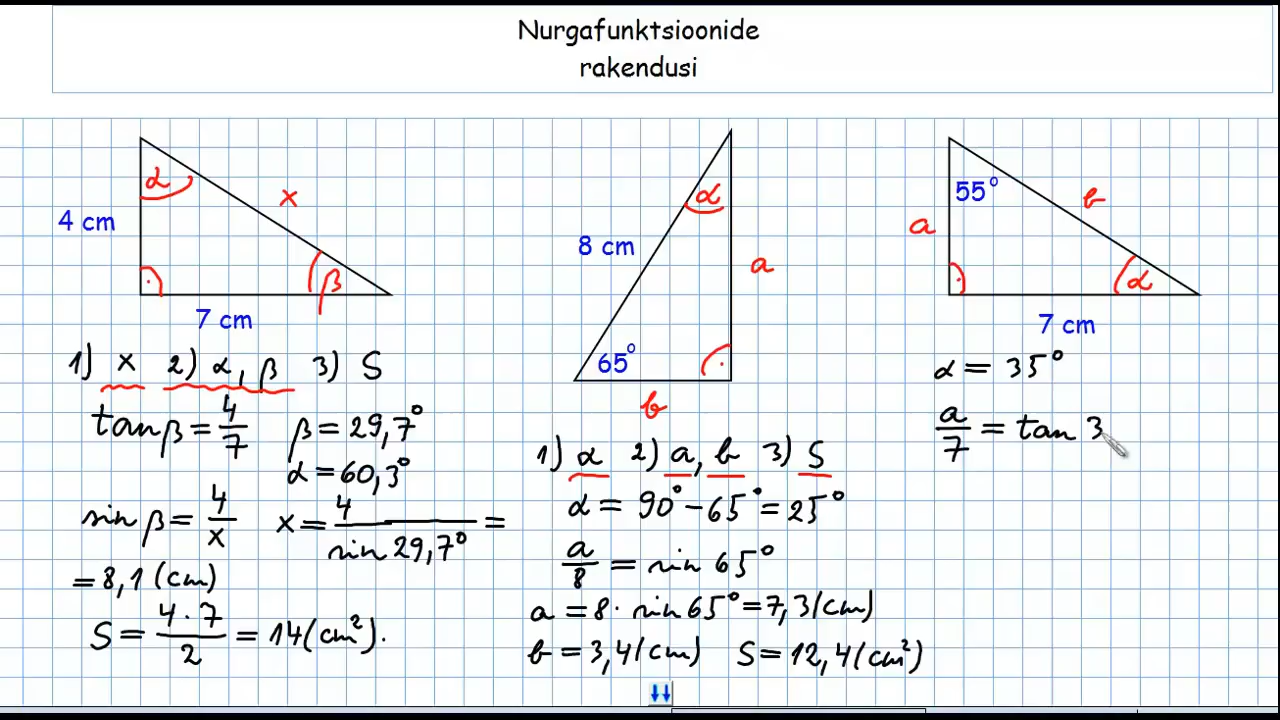 Nurgafunktsioonide
rakendusi
α
x
4 cm
β
7 cm
1) x 2) α, β 3) S
tan β = 4/7 β = 29,7°
α = 60,3°
sin β = 4/x x = 4/sin 29,7° =
= 8,1 (cm)
S = 4 · 7/2 = 14 (cm²).
α
8 cm
a
65°
b
1) α 2) a, b 3) S
α = 90° - 65° = 25°
a/8 = sin 65°
a = 8 · sin 65° = 7,3 (cm)
b = 3,4 (cm) S = 12,4 (cm²)
55°
b
a
α
7 cm
α = 35°
a/7 = tan 3